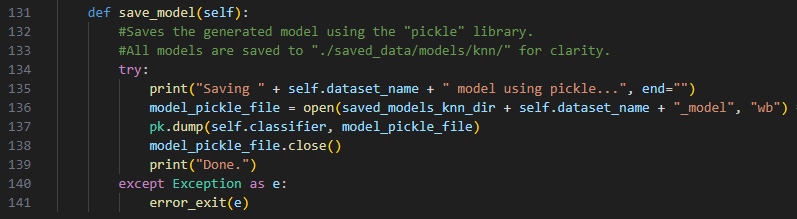 131 def save_model(self):
132 #Saves the generated model using the "pickle" library.
133 #All models are saved to "./saved_data/models/knn/" for clarity.
134 try:
135 print("Saving " + self.dataset_name + " model using pickle...", end="")
136 model_pickle_file = open(saved_models_knn_dir + self.dataset_name + "_model", "wb")
137 pk.dump(self.classifier, model_pickle_file)
138 model_pickle_file.close()
139 print("Done.")
140 except Exception as e:
141 error_exit(e)